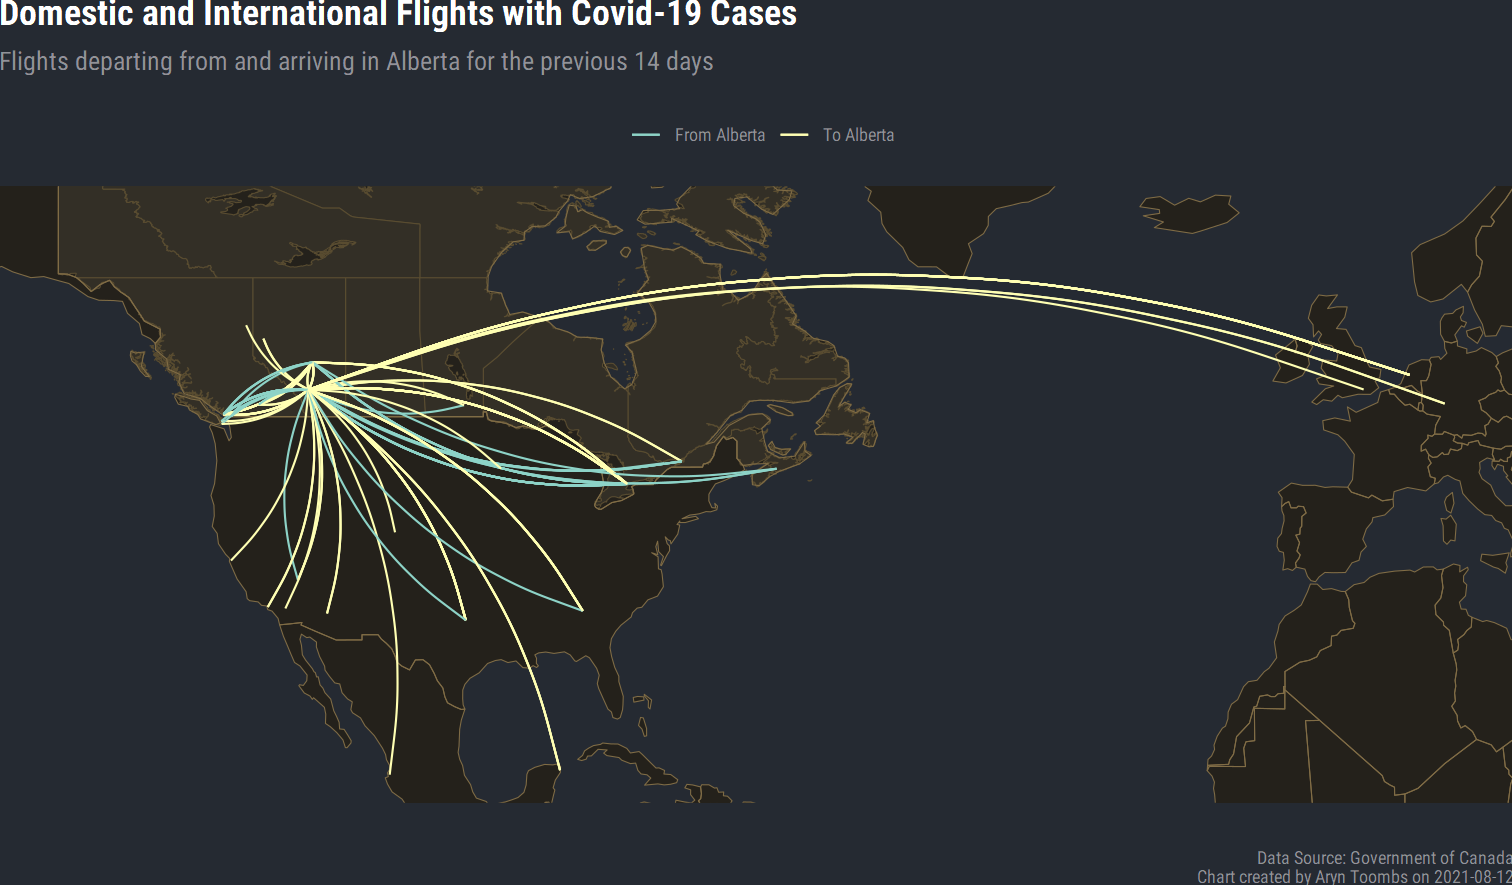 Domestic and International Flights with Covid-19 Cases
Flights departing from and arriving in Alberta for the previous 14 days
From Alberta To Alberta
Data Source: Government of Canada
Chart created by Aryn Toombs on 2021-08-12